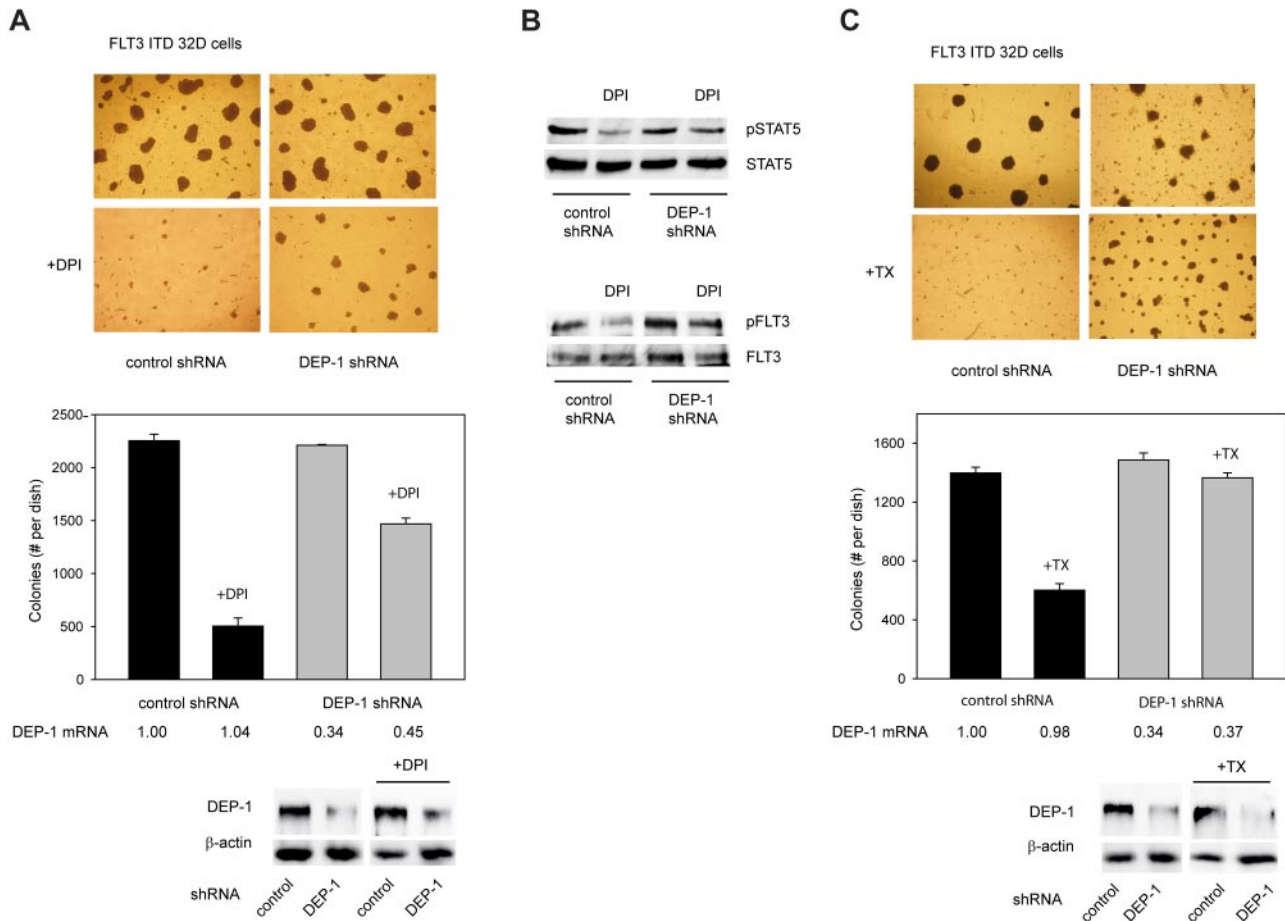 A
FLT3 ITD 32D cells
+DPI
control shRNA DEP-1 shRNA
2500
2000
1500
1000
500
0
Colonies (# per dish)
+DPI
+DPI
control shRNA DEP-1 shRNA
DEP-1 mRNA 1.00 1.04 0.34 0.45
+DPI
DEP-1
β-actin
shRNA control DEP-1 control DEP-1
B
DPI DPI
pSTAT5
STAT5
control shRNA DEP-1 shRNA
DPI DPI
pFLT3
FLT3
control shRNA DEP-1 shRNA
C
FLT3 ITD 32D cells
+TX
control shRNA DEP-1 shRNA
1600
1200
800
400
0
Colonies (# per dish)
+TX
+TX
control shRNA DEP-1 shRNA
DEP-1 mRNA 1.00 0.98 0.34 0.37
+TX
DEP-1
β-actin
shRNA control DEP-1 control DEP-1